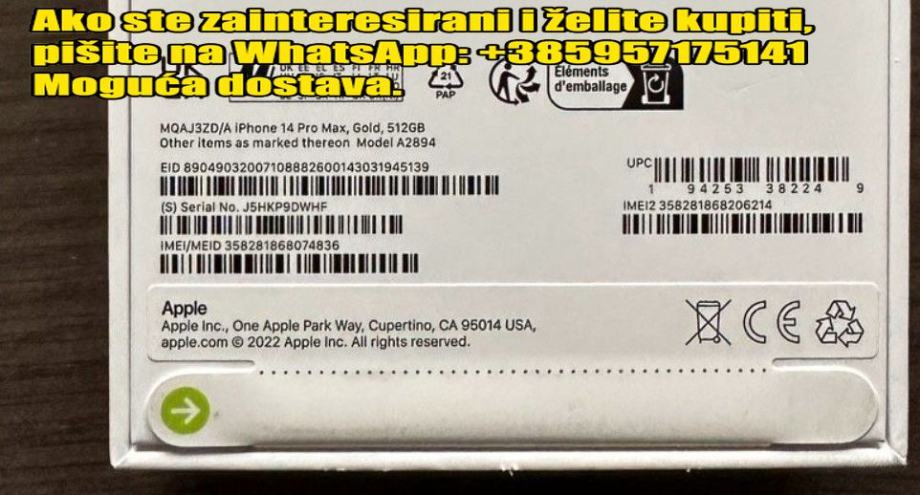 Ako ste zainteresirani i želite kupiti,
pišite na WhatsApp: +3859957175141
Moguća dostava.
21
PAP
Éléments
d'emballage
MQAJ3ZD/A iPhone 14 Pro Max, Gold, 512GB
Other items as marked thereon Model A2894
EID 89049032007108882600143031945139
(S) Serial No. J5HKP9DWHF
IMEI/MEID 358281868074836
UPC
1 94253 38224 9
IMEI2 358281868206214
Apple
Apple Inc., One Apple Park Way, Cupertino, CA 95014 USA,
apple.com © 2022 Apple Inc. All rights reserved.
CE